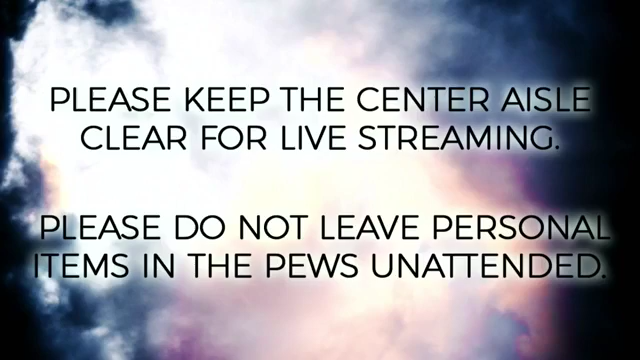 PLEASE KEEP THE CENTER AISLE
CLEAR FOR LIVE STREAMING.
PLEASE DO NOT LEAVE PERSONAL
ITEMS IN THE PEWS UNATTENDED.